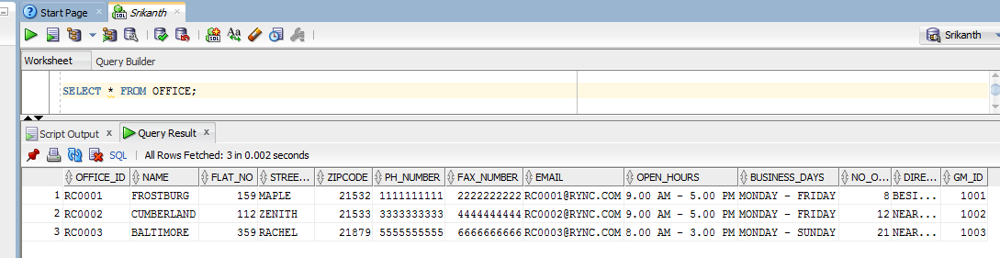 Start Page × Srikanth ×
Srikanth
Worksheet Query Builder
SELECT * FROM OFFICE;
Script Output × Query Result ×
SQL | All Rows Fetched: 3 in 0.002 seconds
OFFICE_ID NAME FLAT_NO STREE... ZIPCODE PH_NUMBER FAX_NUMBER EMAIL OPEN_HOURS BUSINESS_DAYS NO_O... DIRE... GM_ID
1 RC0001 FROSTBURG 159 MAPLE 21532 1111111111 2222222222 RC0001@RYNC.COM 9.00 AM - 5.00 PM MONDAY - FRIDAY 8 BESI... 1001
2 RC0002 CUMBERLAND 112 ZENITH 21533 3333333333 4444444444 RC0002@RYNC.COM 9.00 AM - 5.00 PM MONDAY - FRIDAY 12 NEAR... 1002
3 RC0003 BALTIMORE 359 RACHEL 21879 5555555555 6666666666 RC0003@RYNC.COM 8.00 AM - 3.00 PM MONDAY - SUNDAY 21 NEAR... 1003